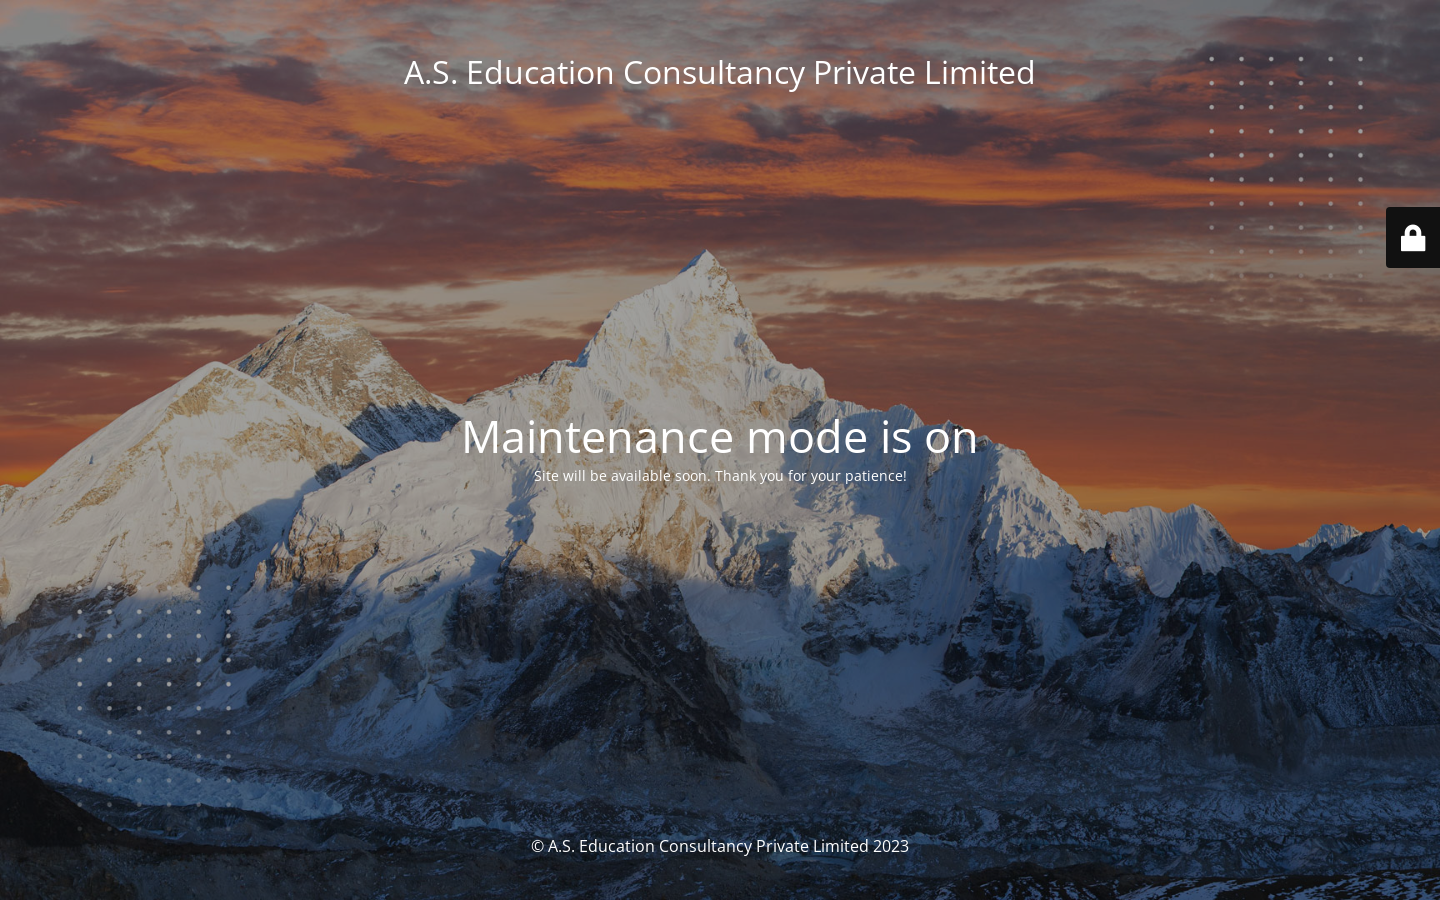 A.S. Education Consultancy Private Limited
Maintenance mode is on
Site will be available soon. Thank you for your patience!
© A.S. Education Consultancy Private Limited 2023